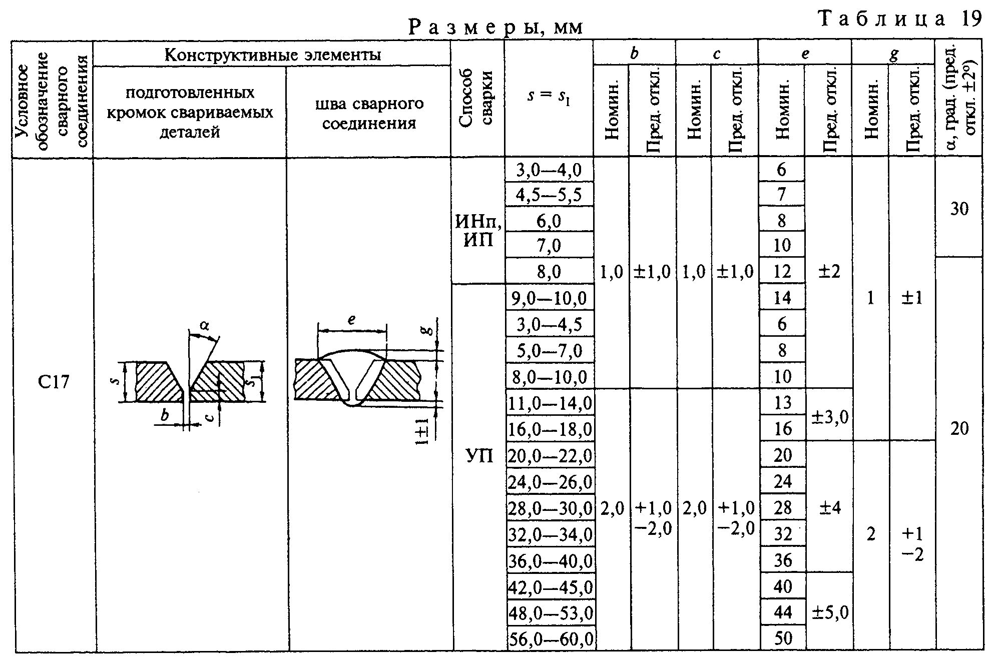 Таблица 19
Размеры, мм
Условное обозначение сварного соединения
Конструктивные элементы
подготовленных кромок свариваемых деталей
шва сварного соединения
Способ сварки
s = s1
b
c
e
g
Номин.
Пред. откл.
Номин.
Пред. откл.
Номин.
Пред. откл.
Номин.
Пред. откл.
α, град. (пред. откл. ±2°)
С17
α
s
s1
b
c
e
g
1±1
ИНп, ИП
УП
3,0—4,0
4,5—5,5
6,0
7,0
8,0
9,0—10,0
3,0—4,5
5,0—7,0
8,0—10,0
11,0—14,0
16,0—18,0
20,0—22,0
24,0—26,0
28,0—30,0
32,0—34,0
36,0—40,0
42,0—45,0
48,0—53,0
56,0—60,0
1,0
±1,0
1,0
±1,0
2,0
+1,0
−2,0
2,0
+1,0
−2,0
6
7
8
10
12
14
6
8
10
13
16
20
24
28
32
36
40
44
50
±2
±3,0
±4
±5,0
1
±1
2
+1
−2
30
20